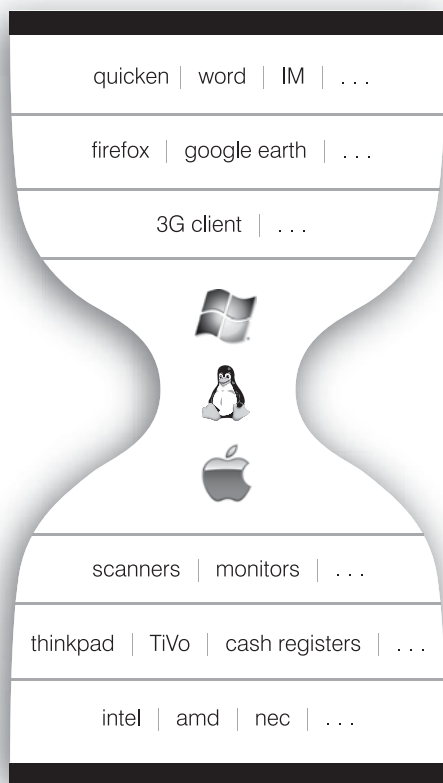 quicken | word | IM | . . .
firefox | google earth | . . .
3G client | . . .
scanners | monitors | . . .
thinkpad | TiVo | cash registers | . . .
intel | amd | nec | . . .